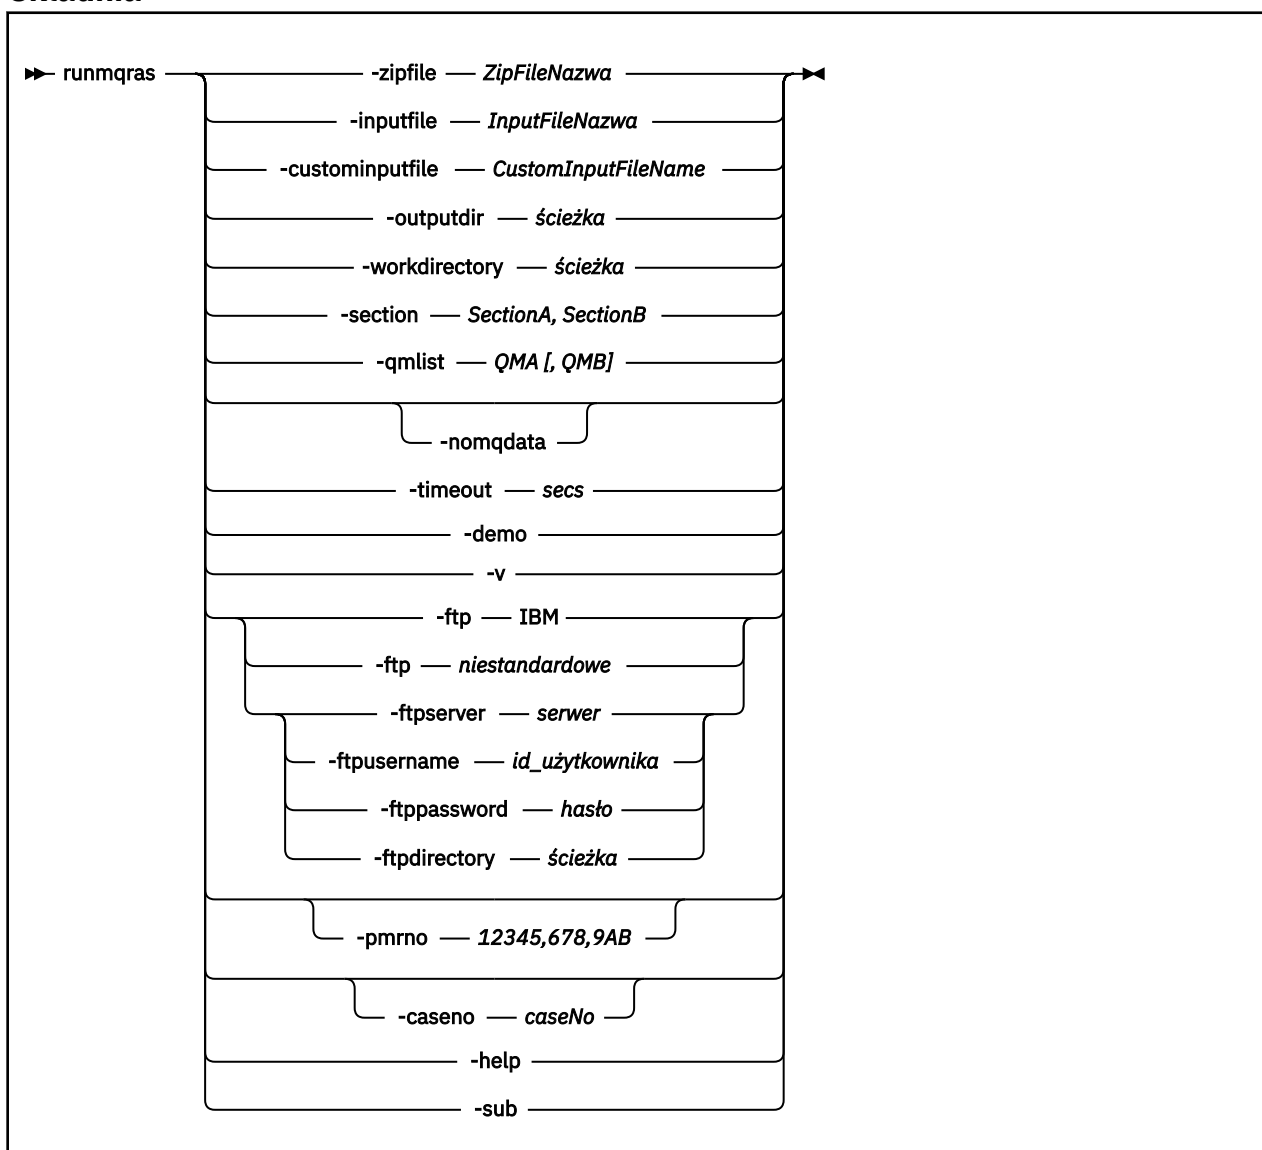 runmqras -zipfile ZipFileNazwa
-inputfile InputFileNazwa
-custominputfile CustomInputFileName
-outputdir ścieżka
-workdirectory ścieżka
-section SectionA, SectionB
-qmlist QMA [, QMB]
-nomqdata
-timeout secs
-demo
-v
-ftp IBM
-ftp niestandardowe
-ftpserver serwer
-ftpusername id_użytkownika
-ftppassword hasło
-ftpdirectory ścieżka
-pmrno 12345,678,9AB
-caseno caseNo
-help
-sub